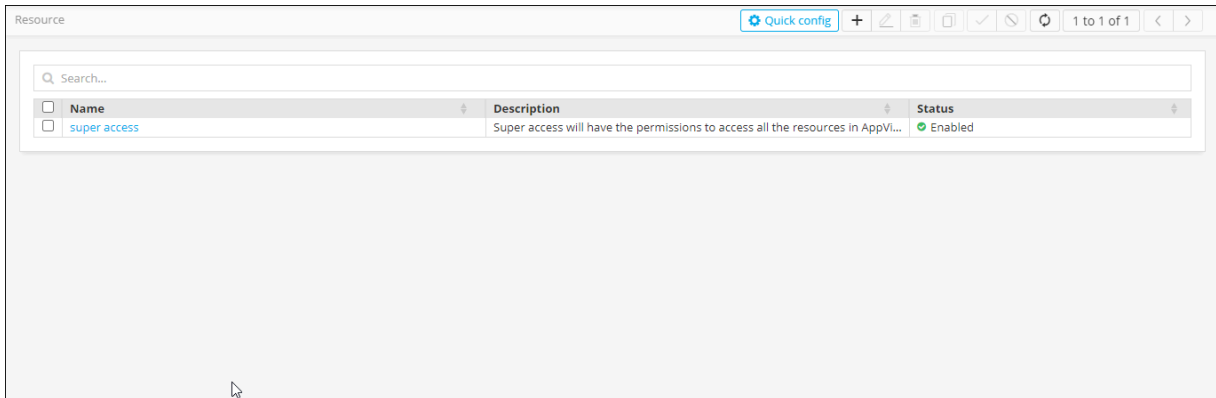 Resource
Quick config
1 to 1 of 1
Search...
Name Description Status
super access Super access will have the permissions to access all the resources in AppVi... Enabled